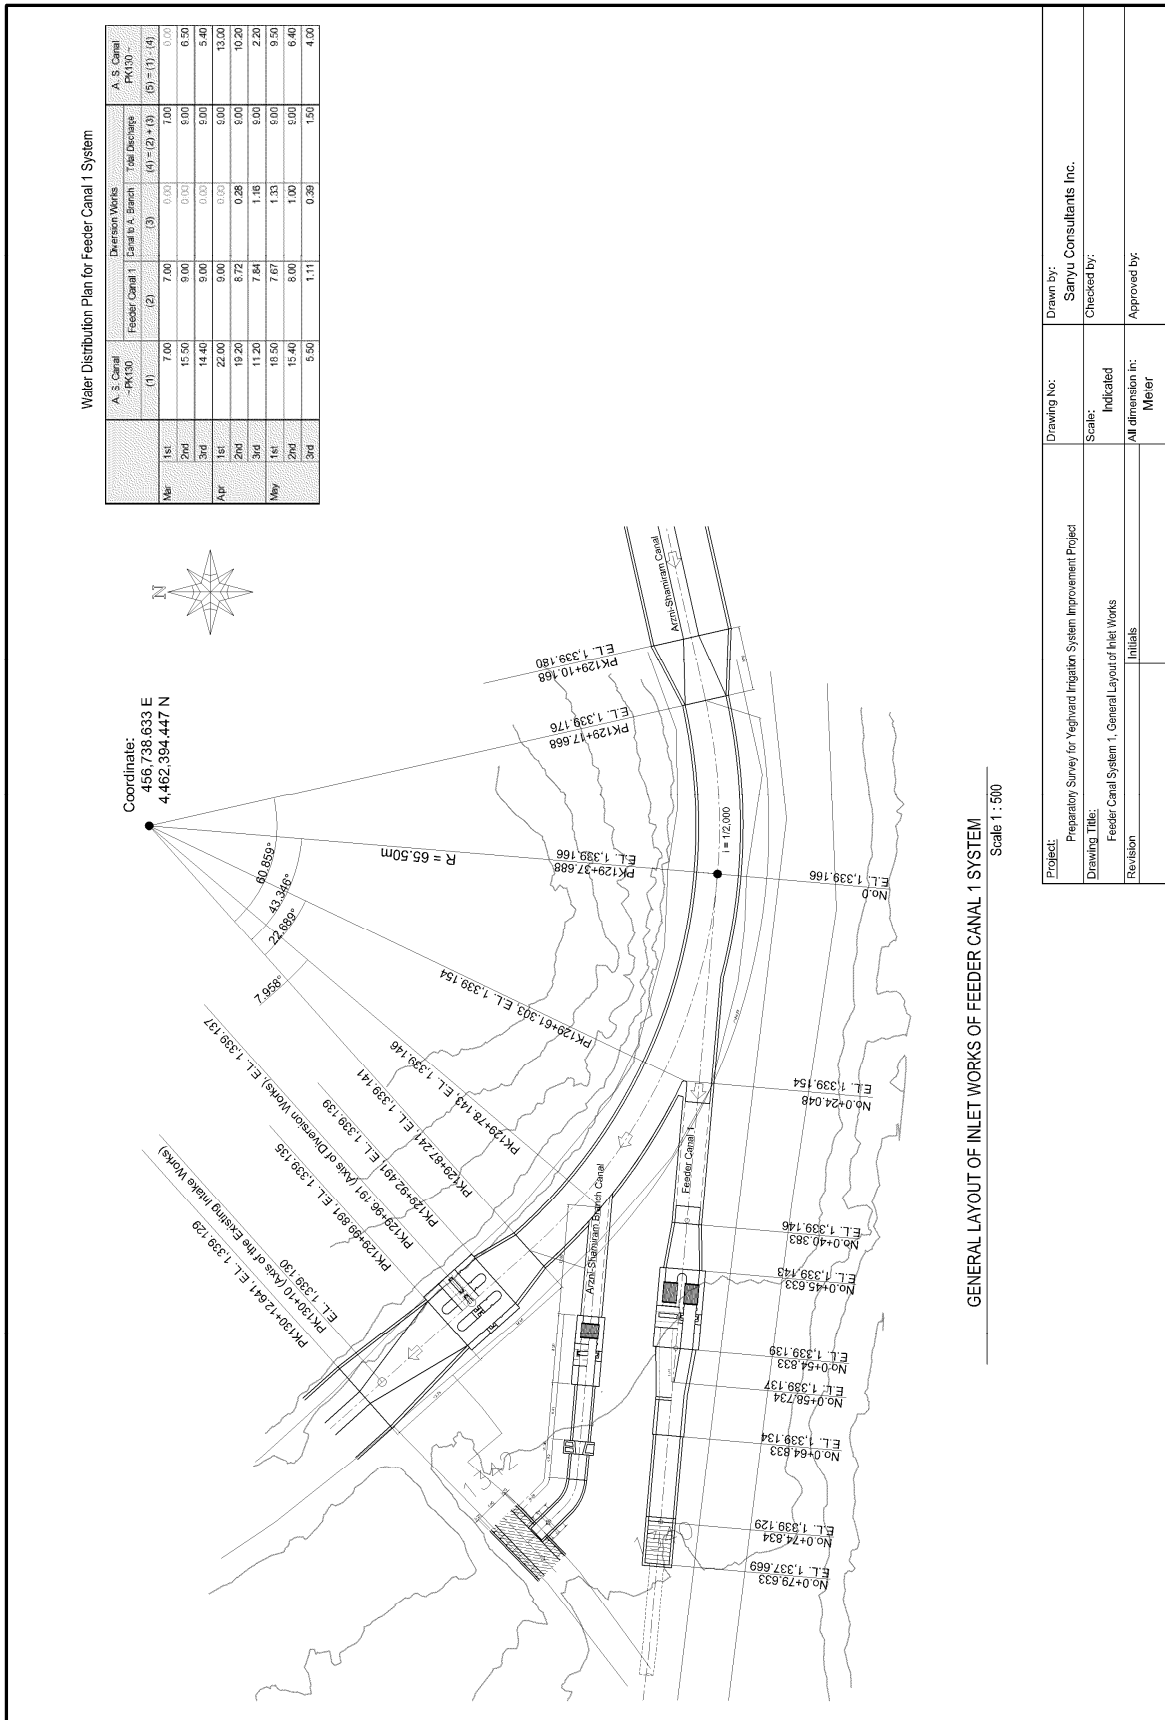 Water Distribution Plan for Feeder Canal 1 System
A. S. Canal ~PK130 | Diversion Works | A. S. Canal PK130 ~
Feeder Canal 1 | Canal to A. Branch | Total Discharge
(1) | (2) | (3) | (4) = (2) + (3) | (5) = (1) - (4)
Mar | 1st | 7.00 | 7.00 | 0.00 | 7.00 | 0.00
2nd | 15.50 | 9.00 | 0.00 | 9.00 | 6.50
3rd | 14.40 | 9.00 | 0.00 | 9.00 | 5.40
Apr | 1st | 22.00 | 9.00 | 0.00 | 9.00 | 13.00
2nd | 19.20 | 8.72 | 0.28 | 9.00 | 10.20
3rd | 11.20 | 7.84 | 1.16 | 9.00 | 2.20
May | 1st | 18.50 | 7.67 | 1.33 | 9.00 | 9.50
2nd | 15.40 | 8.00 | 1.00 | 9.00 | 6.40
3rd | 5.50 | 1.11 | 0.39 | 1.50 | 4.00
N
Coordinate:
456,738.633 E
4,462,394.447 N
60.859°
43.346°
22.689°
7.958°
R = 65.50m
PK130+12.641, E.L. 1,339.129
PK130+10 (Axis of the Existing Intake Works)
E.L. 1,339.130
PK129+99.891, E.L. 1,339.135
PK129+96.791 (Axis of Diversion Works), E.L. 1,339.137
PK129+92.491, E.L. 1,339.139
PK129+87.241, E.L. 1,339.141
PK129+78.143, E.L. 1,339.146
PK129+61.303, E.L. 1,339.154
PK129+37.688
E.L. 1,339.166
PK129+17.668
E.L. 1,339.176
PK129+10.168
E.L. 1,339.180
Arzni-Shamiram Canal
i = 1/2,000
Arzni-Shamiram Branch Canal
Feeder Canal 1
1342
No.0+79.633
E.L. 1,337.669
No.0+74.834
E.L. 1,339.129
No.0+64.833
E.L. 1,339.134
No.0+58.734
E.L. 1,339.137
No.0+54.833
E.L. 1,339.139
No.0+45.633
E.L. 1,339.143
No.0+40.383
E.L. 1,339.146
No.0+24.048
E.L. 1,339.154
No.0
E.L. 1,339.166
GENERAL LAYOUT OF INLET WORKS OF FEEDER CANAL 1 SYSTEM
Scale 1 : 500
Project:
Preparatory Survey for Yeghvard Irrigation System Improvement Project
Drawing Title:
Feeder Canal System 1, General Layout of Inlet Works
Revision
Initials
Drawing No:
Scale:
Indicated
All dimension in:
Meter
Drawn by:
Sanyu Consultants Inc.
Checked by:
Approved by: